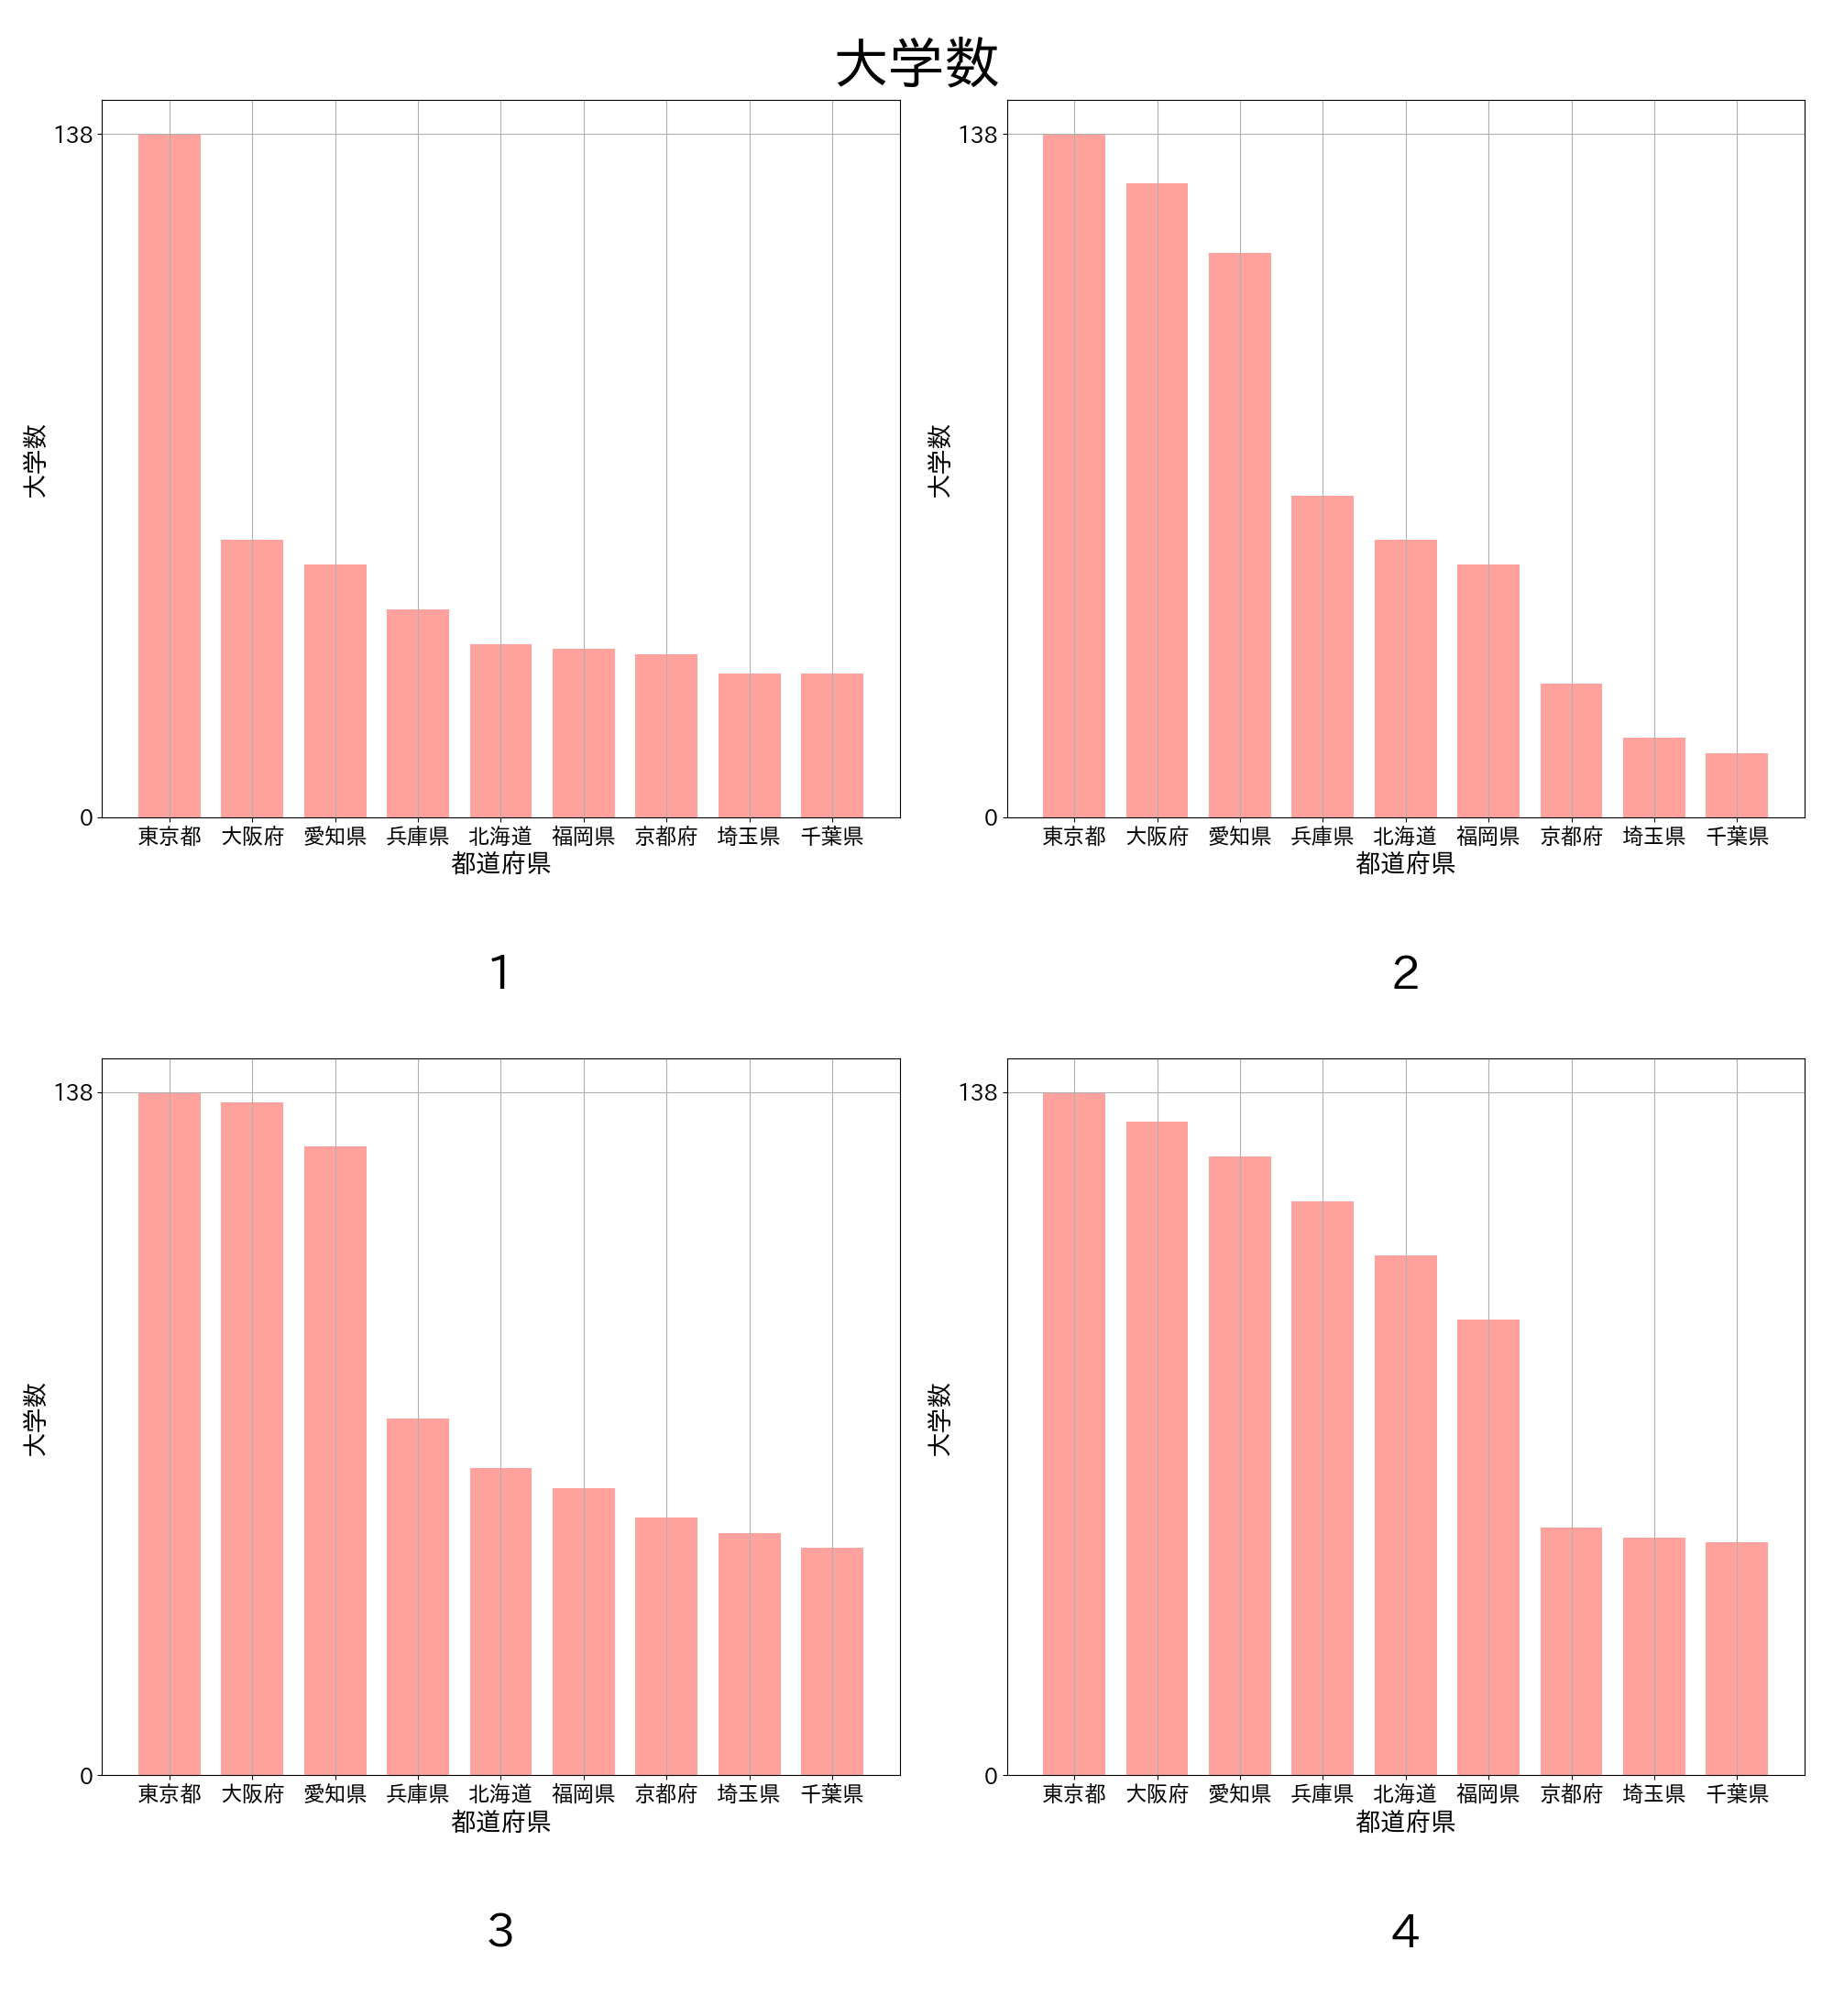 大学数
138
大学数
0
東京都 大阪府 愛知県 兵庫県 北海道 福岡県 京都府 埼玉県 千葉県
都道府県
1
138
大学数
0
東京都 大阪府 愛知県 兵庫県 北海道 福岡県 京都府 埼玉県 千葉県
都道府県
2
138
大学数
0
東京都 大阪府 愛知県 兵庫県 北海道 福岡県 京都府 埼玉県 千葉県
都道府県
3
138
大学数
0
東京都 大阪府 愛知県 兵庫県 北海道 福岡県 京都府 埼玉県 千葉県
都道府県
4